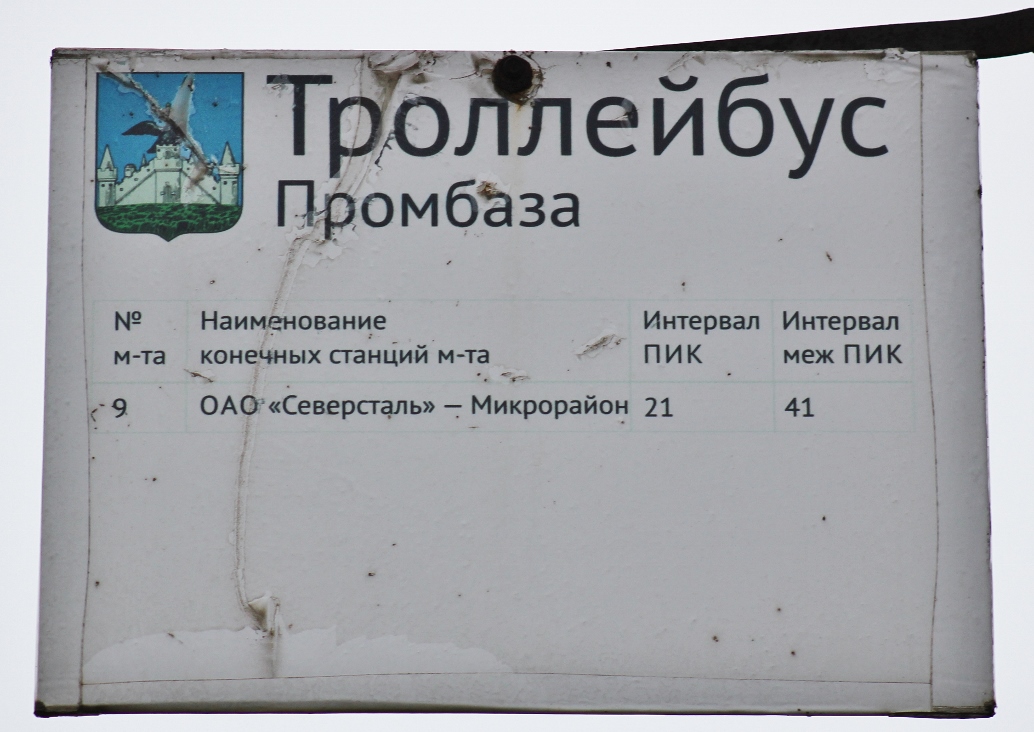 Троллейбус
Промбаза
№ Наименование Интервал Интервал
м-та конечных станций м-та ПИК меж ПИК
9 ОАО «Северсталь» — Микрорайон 21 41